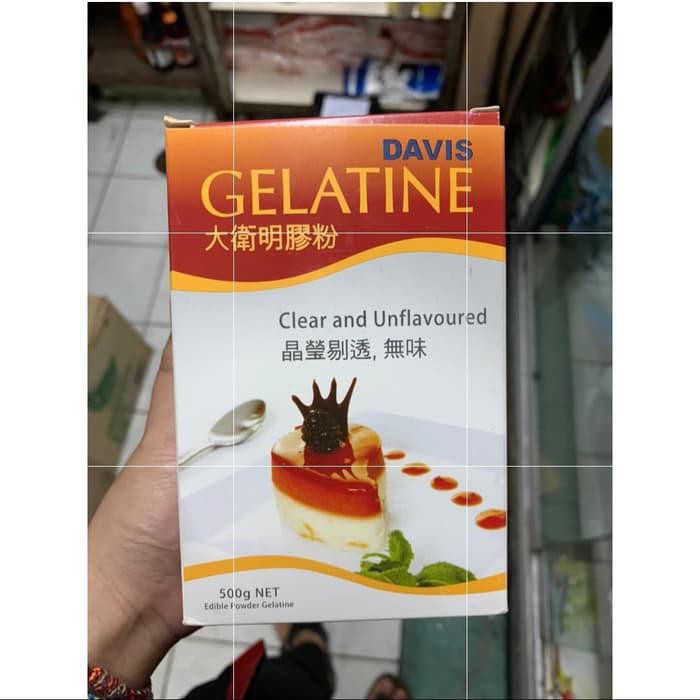 DAVIS
GELATINE
大衛明膠粉
Clear and Unflavoured
晶瑩剔透, 無味
500g NET
Edible Powder Gelatine